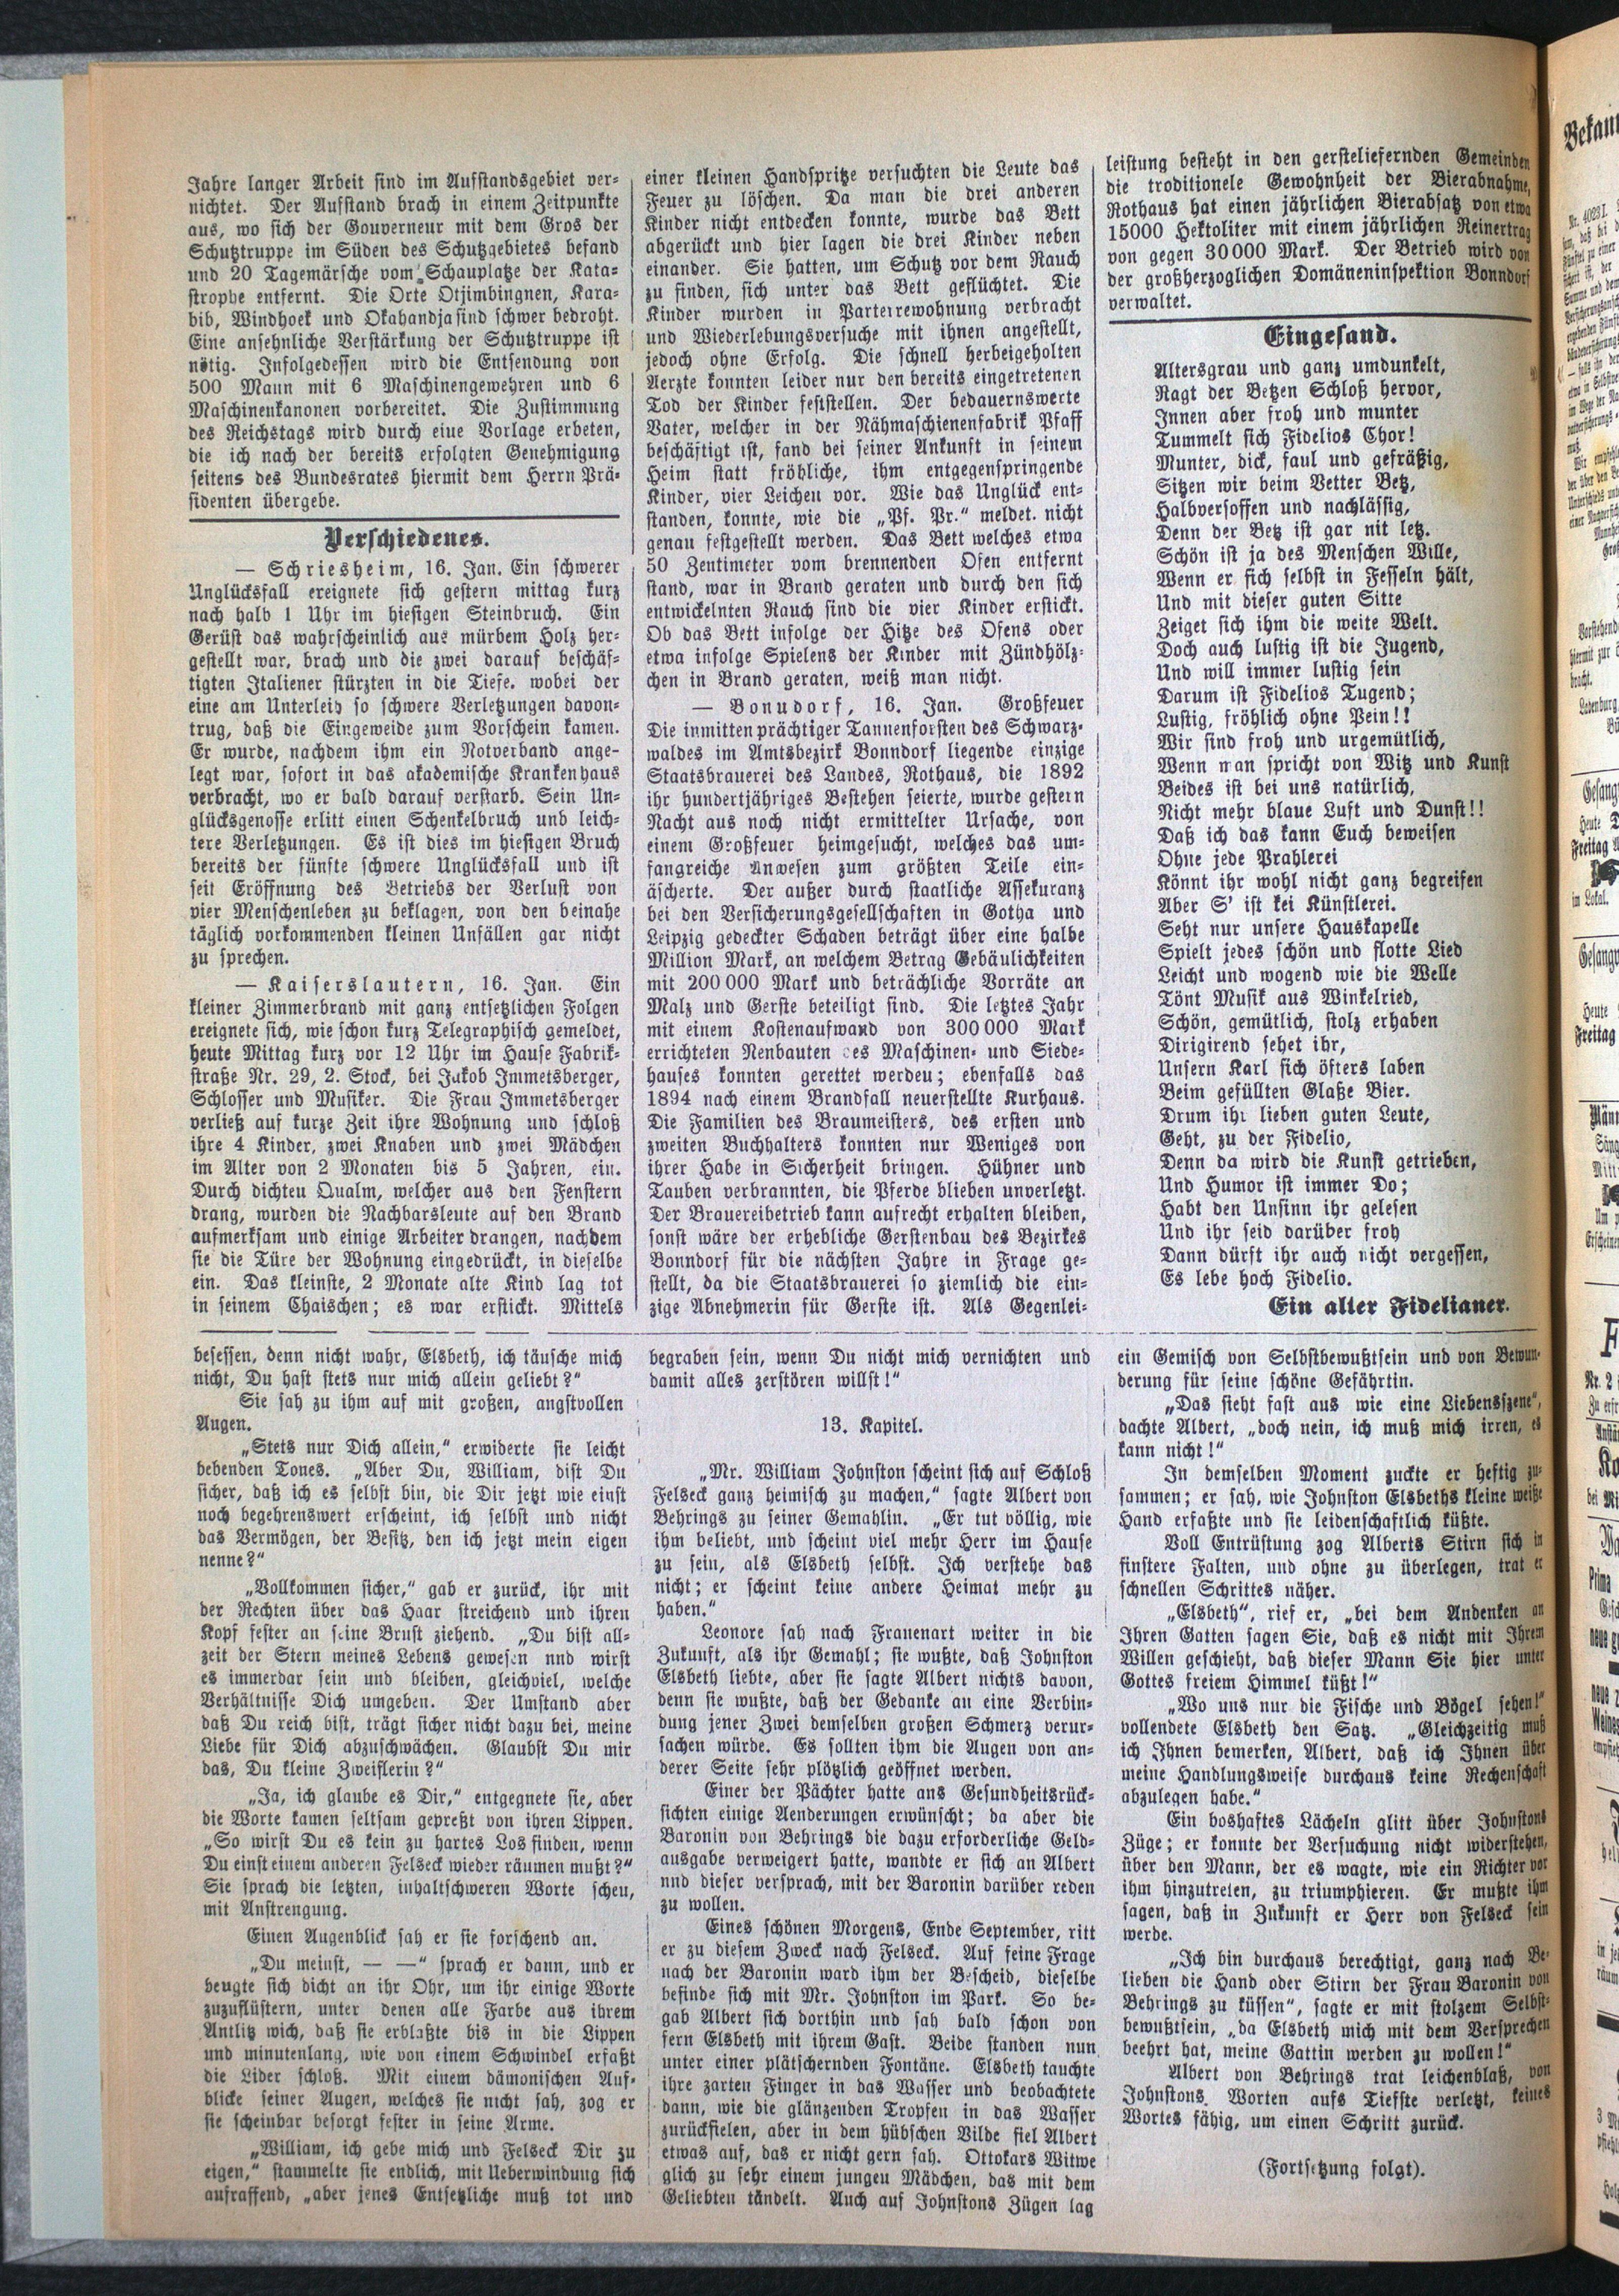 Jahre langer Arbeit sind im Aufstandsgebiet ver-
nichtet. Der Aufstand brach in einem Zeitpunkte
aus, wo sich der Gouverneur mit dem Gros der
Schutztruppe im Süden des Schutzgebietes befand
und 20 Tagemärsche vom Schauplatze der Kata-
strophe entfernt. Die Orte Otjimbingnen, Kara-
bib, Windhoek und Okahandja sind schwer bedroht.
Eine ansehnliche Verstärkung der Schutztruppe ist
nötig. Infolgedessen wird die Entsendung von
500 Mann mit 6 Maschinengewehren und 6
Maschinenkanonen vorbereitet. Die Zustimmung
des Reichstags wird durch eine Vorlage erbeten,
die ich nach der bereits erfolgten Genehmigung
seitens des Bundesrates hiermit dem Herrn Prä-
sidenten übergebe.
Verschiedenes.
— Schriesheim, 16. Jan. Ein schwerer
Unglücksfall ereignete sich gestern mittag kurz
nach halb 1 Uhr im hiesigen Steinbruch. Ein
Gerüst das wahrscheinlich aus mürbem Holz her-
gestellt war, brach und die zwei darauf beschäf-
tigten Italiener stürzten in die Tiefe. wobei der
eine am Unterleib so schwere Verletzungen davon-
trug, daß die Eingeweide zum Vorschein kamen.
Er wurde, nachdem ihm ein Notverband ange-
legt war, sofort in das akademische Krankenhaus
verbracht, wo er bald darauf verstarb. Sein Un-
glücksgenosse erlitt einen Schenkelbruch und leich-
tere Verletzungen. Es ist dies im hiesigen Bruch
bereits der fünfte schwere Unglücksfall und ist
seit Eröffnung des Betriebs der Verlust von
vier Menschenleben zu beklagen, von den beinahe
täglich vorkommenden kleinen Unfällen gar nicht
zu sprechen.
— Kaiserslautern, 16. Jan. Ein
kleiner Zimmerbrand mit ganz entsetzlichen Folgen
ereignete sich, wie schon kurz Telegraphisch gemeldet,
heute Mittag kurz vor 12 Uhr im Hause Fabrik-
straße Nr. 29, 2. Stock, bei Jakob Immetsberger,
Schlosser und Musiker. Die Frau Immetsberger
verließ auf kurze Zeit ihre Wohnung und schloß
ihre 4 Kinder, zwei Knaben und zwei Mädchen
im Alter von 2 Monaten bis 5 Jahren, ein.
Durch dichten Qualm, welcher aus den Fenstern
drang, wurden die Nachbarsleute auf den Brand
aufmerksam und einige Arbeiter drangen, nachdem
sie die Türe der Wohnung eingedrückt, in dieselbe
ein. Das kleinste, 2 Monate alte Kind lag tot
in seinem Chaischen; es war erstickt. Mittels
einer kleinen Handspritze versuchten die Leute das
Feuer zu löschen. Da man die drei anderen
Kinder nicht entdecken konnte, wurde das Bett
abgerückt und hier lagen die drei Kinder neben
einander. Sie hatten, um Schutz vor dem Rauch
zu finden, sich unter das Bett geflüchtet. Die
Kinder wurden in Parterrewohnung verbracht
und Wiederlebungsversuche mit ihnen angestellt,
jedoch ohne Erfolg. Die schnell herbeigeholten
Aerzte konnten leider nur den bereits eingetretenen
Tod der Kinder feststellen. Der bedauernswerte
Vater, welcher in der Nähmaschienenfabrik Pfaff
beschäftigt ist, fand bei seiner Ankunft in seinem
Heim statt fröhliche, ihm entgegenspringende
Kinder, vier Leichen vor. Wie das Unglück ent-
standen, konnte, wie die „Pf. Pr.“ meldet. nicht
genau festgestellt werden. Das Bett welches etwa
50 Zentimeter vom brennenden Ofen entfernt
stand, war in Brand geraten und durch den sich
entwickelnten Rauch sind die vier Kinder erstickt.
Ob das Bett infolge der Hitze des Ofens oder
etwa infolge Spielens der Kinder mit Zündhölz-
chen in Brand geraten, weiß man nicht.
— Bonndorf, 16. Jan. Großfeuer
Die inmitten prächtiger Tannenforsten des Schwarz-
waldes im Amtsbezirk Bonndorf liegende einzige
Staatsbrauerei des Landes, Rothaus, die 1892
ihr hundertjähriges Bestehen feierte, wurde gestern
Nacht aus noch nicht ermittelter Ursache, von
einem Großfeuer heimgesucht, welches das um-
fangreiche Anwesen zum größten Teile ein-
äscherte. Der außer durch staatliche Assekuranz
bei den Versicherungsgesellschaften in Gotha und
Leipzig gedeckter Schaden beträgt über eine halbe
Million Mark, an welchem Betrag Gebäulichkeiten
mit 200 000 Mark und beträchliche Vorräte an
Malz und Gerste beteiligt sind. Die letztes Jahr
mit einem Kostenaufwand von 300 000 Mark
errichteten Nenbauten des Maschinen- und Siede-
hauses konnten gerettet werden; ebenfalls das
1894 nach einem Brandfall neuerstellte Kurhaus.
Die Familien des Braumeisters, des ersten und
zweiten Buchhalters konnten nur Weniges von
ihrer Habe in Sicherheit bringen. Hühner und
Tauben verbrannten, die Pferde blieben unverletzt.
Der Brauereibetrieb kann aufrecht erhalten bleiben,
sonst wäre der erhebliche Gerstenbau des Bezirkes
Bonndorf für die nächsten Jahre in Frage ge-
stellt, da die Staatsbrauerei so ziemlich die ein-
zige Abnehmerin für Gerste ist. Als Gegenlei-
leistung besteht in den gersteliefernden Gemeinden
die troditionele Gewohnheit der Bierabnahme,
Rothaus hat einen jährlichen Bierabsatz von etwa
15000 Hektoliter mit einem jährlichen Reinertrag
von gegen 30 000 Mark. Der Betrieb wird von
der großherzoglichen Domäneninspektion Bonndorf
verwaltet.
Eingesand.
Altersgrau und ganz umdunkelt,
Ragt der Betzen Schloß hervor,
Innen aber froh und munter
Tummelt sich Fidelios Chor!
Munter, dick, faul und gefräßig,
Sitzen wir beim Vetter Betz,
Halbversoffen und nachlässig,
Denn der Betz ist gar nit letz.
Schön ist ja des Menschen Wille,
Wenn er sich selbst in Fesseln hält,
Und mit dieser guten Sitte
Zeiget sich ihm die weite Welt.
Doch auch lustig ist die Jugend,
Und will immer lustig sein
Darum ist Fidelios Tugend;
Lustig, fröhlich ohne Pein!!
Wir sind froh und urgemütlich,
Wenn man spricht von Witz und Kunst
Beides ist bei uns natürlich,
Nicht mehr blaue Luft und Dunst!!
Daß ich das kann Euch beweisen
Ohne jede Prahlerei
Könnt ihr wohl nicht ganz begreifen
Aber S' ist kei Künstlerei.
Seht nur unsere Hauskapelle
Spielt jedes schön und flotte Lied
Leicht und wogend wie die Welle
Tönt Musik aus Winkelried,
Schön, gemütlich, stolz erhaben
Dirigirend sehet ihr,
Unsern Karl sich öfters laben
Beim gefüllten Glaße Bier.
Drum ihr lieben guten Leute,
Geht, zu der Fidelio,
Denn da wird die Kunst getrieben,
Und Humor ist immer Do;
Habt den Unsinn ihr gelesen
Und ihr seid darüber froh
Dann dürft ihr auch nicht vergessen,
Es lebe hoch Fidelio.
Ein alter Fidelianer.
besessen, denn nicht wahr, Elsbeth, ich täusche mich
nicht, Du hast stets nur mich allein geliebt?“
Sie sah zu ihm auf mit großen, angstvollen
Augen.
„Stets nur Dich allein,“ erwiderte sie leicht
bebenden Tones. „Aber Du, William, bist Du
sicher, daß ich es selbst bin, die Dir jetzt wie einst
noch begehrenswert erscheint, ich selbst und nicht
das Vermögen, der Besitz, den ich jetzt mein eigen
nenne?“
„Vollkommen sicher,“ gab er zurück, ihr mit
der Rechten über das Haar streichend und ihren
Kopf fester an seine Brust ziehend. „Du bist all-
zeit der Stern meines Lebens gewesen nnd wirst
es immerdar sein und bleiben, gleichviel, welche
Verhältnisse Dich umgeben. Der Umstand aber
daß Du reich bist, trägt sicher nicht dazu bei, meine
Liebe für Dich abzuschwächen. Glaubst Du mir
das, Du kleine Zweiflerin?“
„Ja, ich glaube es Dir,“ entgegnete sie, aber
die Worte kamen seltsam gepreßt von ihren Lippen.
„So wirst Du es kein zu hartes Los finden, wenn
Du einst einem anderen Felseck wieder räumen mußt?“
Sie sprach die letzten, inhaltschweren Worte scheu,
mit Anstrengung.
Einen Augenblick sah er sie forschend an.
„Du meinst, — —“ sprach er dann, und er
beugte sich dicht an ihr Ohr, um ihr einige Worte
zuzuflüstern, unter denen alle Farbe aus ihrem
Antlitz wich, daß sie erblaßte bis in die Lippen
und minutenlang, wie von einem Schwindel erfaßt
die Lider schloß. Mit einem dämonischen Auf-
blicke seiner Augen, welches sie nicht sah, zog er
sie scheinbar besorgt fester in seine Arme.
„William, ich gebe mich und Felseck Dir zu
eigen,“ stammelte sie endlich, mit Ueberwindung sich
aufraffend, „aber jenes Entsetzliche muß tot und
begraben sein, wenn Du nicht mich vernichten und
damit alles zerstören willst!“
13. Kapitel.
„Mr. William Johnston scheint sich auf Schloß
Felseck ganz heimisch zu machen,“ sagte Albert von
Behrings zu seiner Gemahlin. „Er tut völlig, wie
ihm beliebt, und scheint viel mehr Herr im Hause
zu sein, als Elsbeth selbst. Ich verstehe das
nicht; er scheint keine andere Heimat mehr zu
haben.“
Leonore sah nach Frauenart weiter in die
Zukunft, als ihr Gemahl; sie wußte, daß Johnston
Elsbeth liebte, aber sie sagte Albert nichts davon,
denn sie wußte, daß der Gedanke an eine Verbin-
dung jener Zwei demselben großen Schmerz verur-
sachen würde. Es sollten ihm die Augen von an-
derer Seite sehr plötzlich geöffnet werden.
Einer der Pächter hatte ans Gesundheitsrück-
sichten einige Aenderungen erwünscht; da aber die
Baronin von Behrings die dazu erforderliche Geld-
ausgabe verweigert hatte, wandte er sich an Albert
nnd dieser versprach, mit der Baronin darüber reden
zu wollen.
Eines schönen Morgens, Ende September, ritt
er zu diesem Zweck nach Felseck. Auf seine Frage
nach der Baronin ward ihm der Bescheid, dieselbe
befinde sich mit Mr. Johnston im Park. So be-
gab Albert sich dorthin und sah bald schon von
fern Elsbeth mit ihrem Gast. Beide standen nun
unter einer plätschernden Fontäne. Elsbeth tauchte
ihre zarten Finger in das Wasser und beobachtete
dann, wie die glänzenden Tropfen in das Wasser
zurückfielen, aber in dem hübschen Bilde fiel Albert
etwas auf, das er nicht gern sah. Ottokars Witwe
glich zu sehr einem jungen Mädchen, das mit dem
Geliebten tändelt. Auch auf Johnstons Zügen lag
ein Gemisch von Selbstbewußtsein und von Bewun-
derung für seine schöne Gefährtin.
„Das sieht fast aus wie eine Liebensszene“,
dachte Albert, „doch nein, ich muß mich irren, es
kann nicht!“
In demselben Moment zuckte er heftig zu-
sammen; er sah, wie Johnston Elsbeths kleine weiße
Hand erfaßte und sie leidenschaftlich küßte.
Voll Entrüstung zog Alberts Stirn sich in
finstere Falten, und ohne zu überlegen, trat er
schnellen Schrittes näher.
„Elsbeth“, rief er, „bei dem Andenken an
Ihren Gatten sagen Sie, daß es nicht mit Ihrem
Willen geschieht, daß dieser Mann Sie hier unter
Gottes freiem Himmel küßt!“
„Wo uns nur die Fische und Vögel sehen!“
vollendete Elsbeth den Satz. „Gleichzeitig muß
ich Ihnen bemerken, Albert, daß ich Ihnen über
meine Handlungsweise durchaus keine Rechenschaft
abzulegen habe.“
Ein boshaftes Lächeln glitt über Johnstons
Züge; er konnte der Versuchung nicht widerstehen,
über den Mann, der es wagte, wie ein Richter vor
ihm hinzutreten, zu triumphieren. Er mußte ihm
sagen, daß in Zukunft er Herr von Felseck sein
werde.
„Ich bin durchaus berechtigt, ganz nach Be-
lieben die Hand oder Stirn der Frau Baronin von
Behrings zu küssen“, sagte er mit stolzem Selbst-
bewußtsein, „da Elsbeth mich mit dem Versprechen
beehrt hat, meine Gattin werden zu wollen!“
Albert von Behrings trat leichenblaß, von
Johnstons Worten aufs Tiefste verletzt, keines
Wortes fähig, um einen Schritt zurück.
(Fortsetzung folgt).